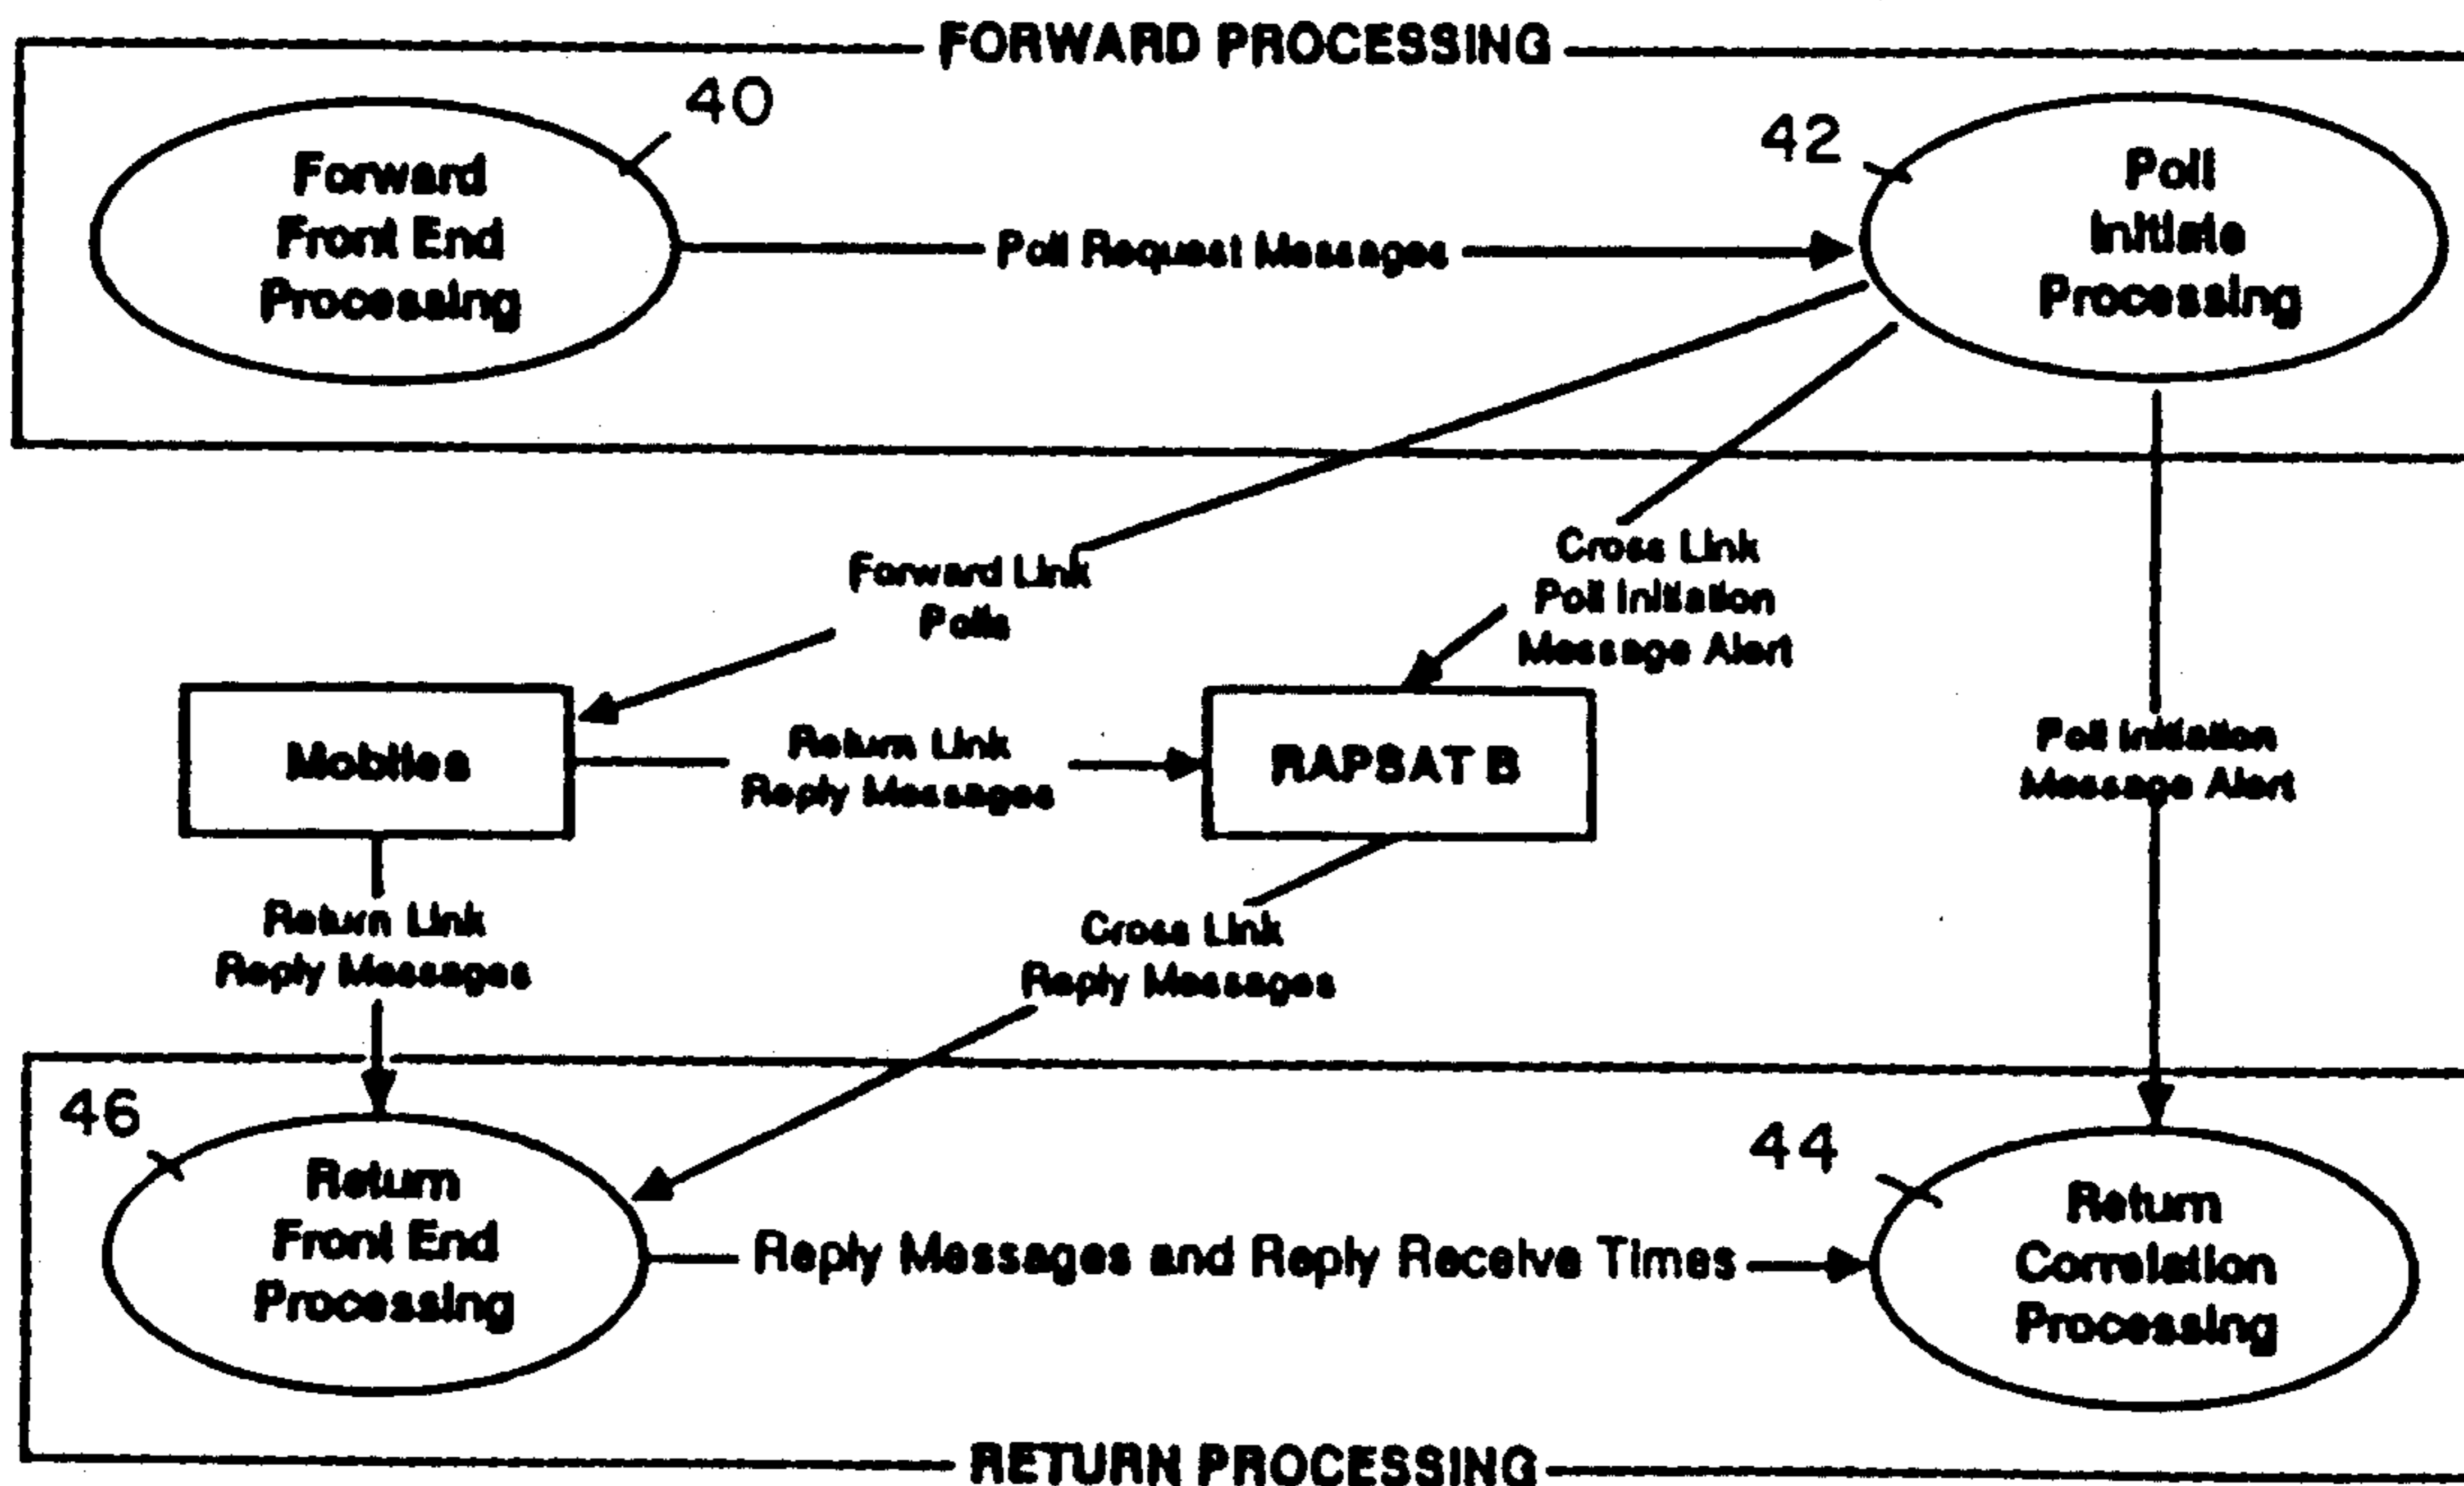 FORWARD PROCESSING
40
Forward
Front End
Processing
Poll Request Messages
42
Poll
Initiate
Processing
Forward Link
Polls
Cross Link
Poll Initiation
Message Alert
Mobiles
Return Link
Reply Messages
RAPSAT B
Poll Initiation
Message Alert
Return Link
Reply Messages
Cross Link
Reply Messages
46
Return
Front End
Processing
Reply Messages and Reply Receive Times
44
Return
Correlation
Processing
RETURN PROCESSING